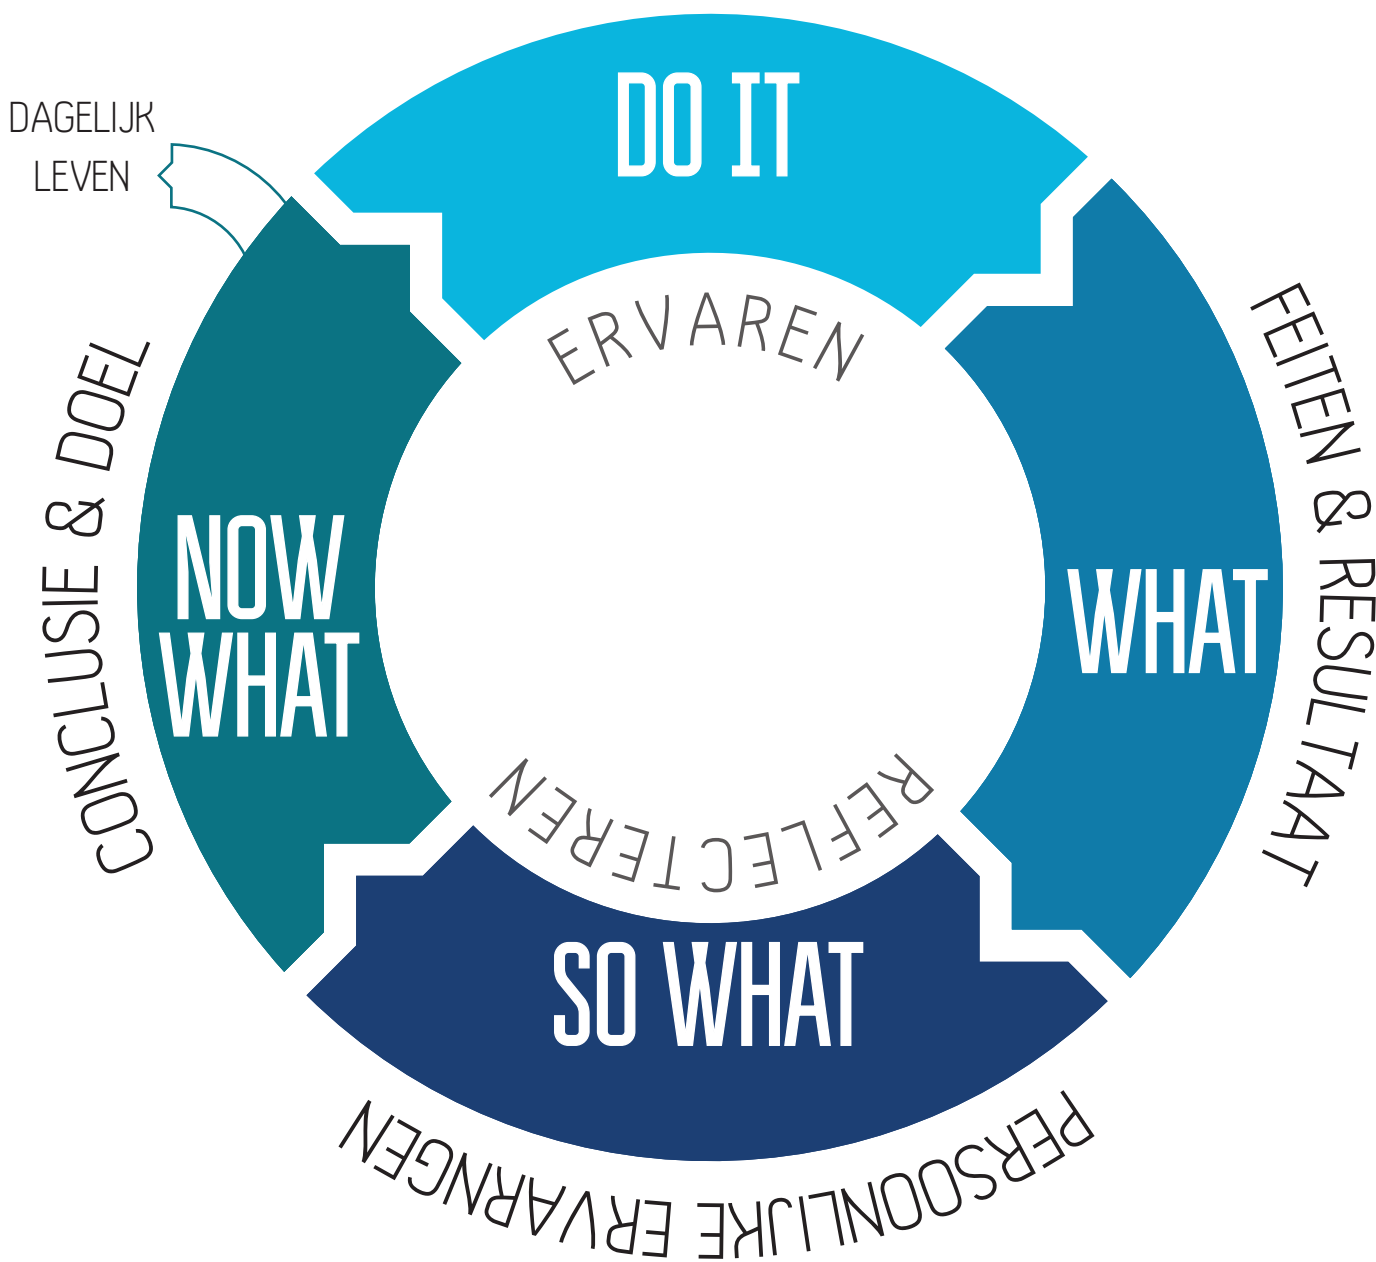 DO IT
DAGELIJK
LEVEN
ERVAREN
FEITEN & RESULTAAT
WHAT
NOW
WHAT
CONCLUSIE & DOEL
REFLECTEREN
SO WHAT
PERSOONLIJKE ERVARNGEN